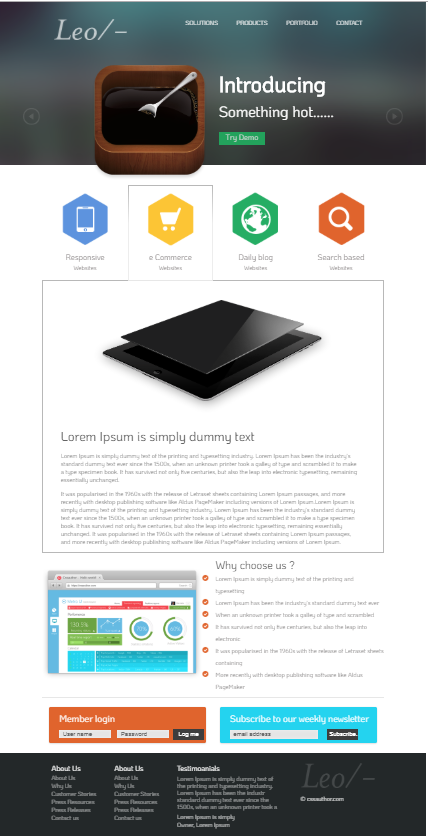 Leo/-
SOLUTIONS PRODUCTS PORTFOLIO CONTACT
Introducing
Something hot......
Try Demo
Responsive
Websites
e Commerce
Websites
Daily blog
Websites
Search based
Websites
Lorem Ipsum is simply dummy text
Lorem Ipsum is simply dummy text of the printing and typesetting industry. Lorem Ipsum has been the industry's
standard dummy text ever since the 1500s, when an unknown printer took a galley of type and scrambled it to make
a type specimen book. It has survived not only five centuries, but also the leap into electronic typesetting, remaining
essentially unchanged.
It was popularised in the 1960s with the release of Letraset sheets containing Lorem Ipsum passages, and more
recently with desktop publishing software like Aldus PageMaker including versions of Lorem Ipsum.Lorem Ipsum is
simply dummy text of the printing and typesetting industry. Lorem Ipsum has been the industry's standard dummy
text ever since the 1500s, when an unknown printer took a galley of type and scrambled it to make a type specimen
book. It has survived not only five centuries, but also the leap into electronic typesetting, remaining essentially
unchanged. It was popularised in the 1960s with the release of Letraset sheets containing Lorem Ipsum passages,
and more recently with desktop publishing software like Aldus PageMaker including versions of Lorem Ipsum.
Why choose us ?
Lorem Ipsum is simply dummy text of the printing and
typesetting
Lorem Ipsum has been the industry's standard dummy text ever
When an unknown printer took a galley of type and scrambled
It has survived not only five centuries, but also the leap into
electronic
It was popularised in the 1960s with the release of Letraset sheets
containing
More recently with desktop publishing software like Aldus
PageMaker
Member login
User name Password Log me
Subscribe to our weekly newsletter
email address Subscribe.
About Us
About Us
Why Us
Customer Stories
Press Resources
Press Releases
Contact us
About Us
About Us
Why Us
Customer Stories
Press Resources
Press Releases
Contact us
Testimoanials
Lorem Ipsum is simply dummy text of
the printing and typesetting industry.
Lorem Ipsum has been the industry's
standard dummy text ever since the
1500s, when an unknown printer took a
Lorem Ipsum is simply
Owner, Lorem Ipsum
Leo/-
© cssauthor.com